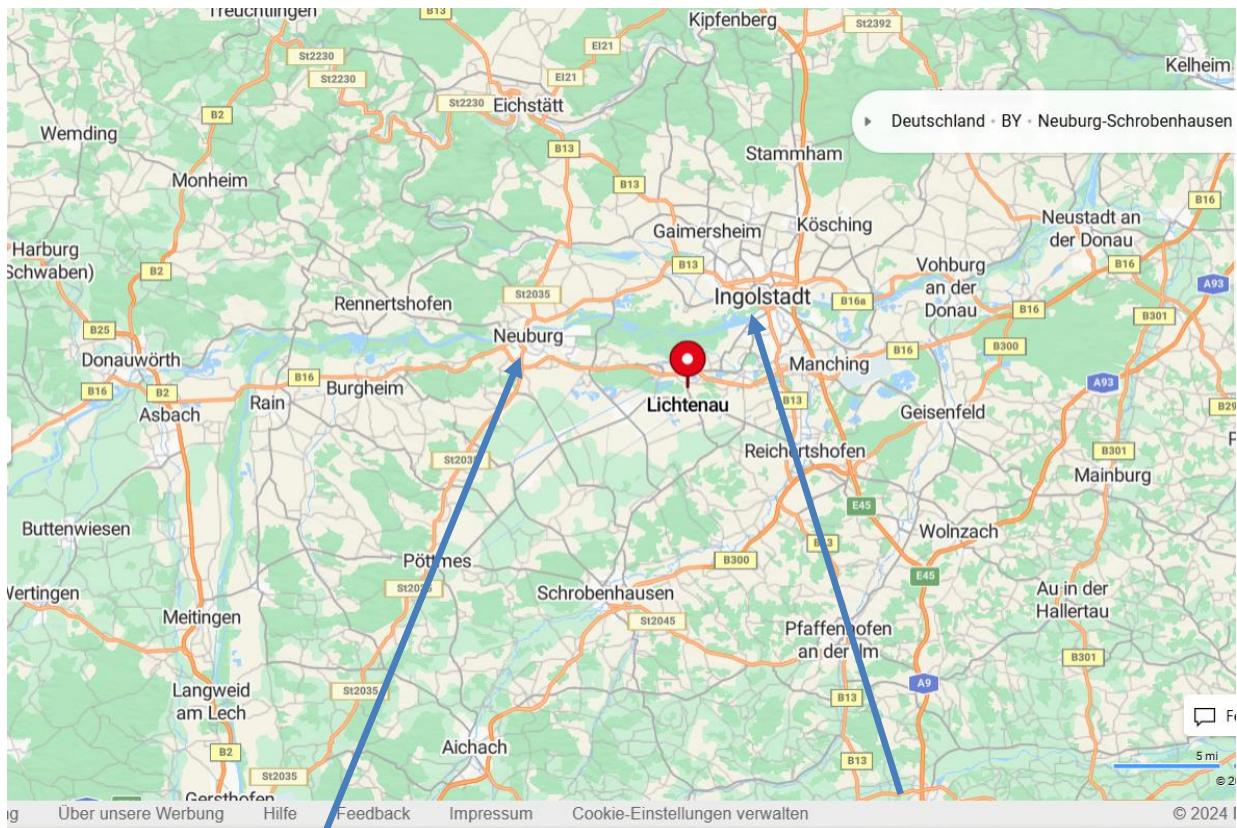 Treuchtlingen
B13
Kipfenberg
St2392
Kelheim
St2230
EI21
St2230
EI21
B2
St2230
Eichstätt
Deutschland · BY · Neuburg-Schrobenhausen
Wemding
B13
Stammham
Monheim
B13
B16
Neustadt an
der Donau
Gaimersheim
Kösching
Harburg
(Schwaben)
B2
B13
Vohburg
an der
Donau
B16
A93
St2035
Ingolstadt
B16a
Rennertshofen
B16
B301
B25
Neuburg
Donauwörth
B16
B300
Manching
B16
B2
Burgheim
A93
B16
Rain
Asbach
Lichtenau
B13
Geisenfeld
B29
Reichertshofen
B301
St2035
Mainburg
E45
Buttenwiesen
Wolnzach
B13
Pöttmes
B300
E45
St2035
Wertingen
Schrobenhausen
Au in der
Hallertau
Meitingen
St2045
Pfaffenhofen
an der Ilm
B301
Langweid
am Lech
St2035
A9
B13
B2
Aichach
B13
5 mi
St2035
Gersthofen
Über unsere Werbung Hilfe Feedback Impressum Cookie-Einstellungen verwalten © 2024